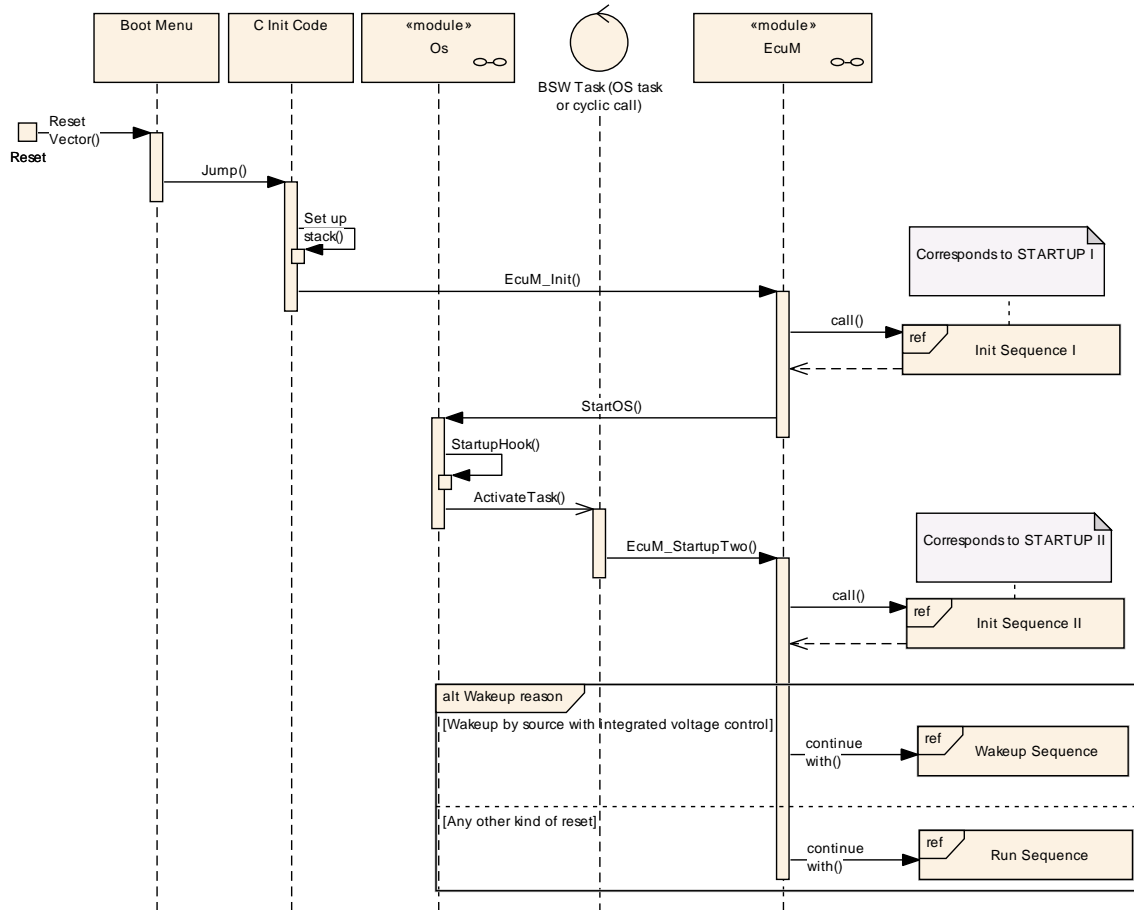 Boot Menu
C Init Code
«module»
Os
BSW Task (OS task
or cyclic call)
«module»
EcuM
Reset
Vector()
Reset
Jump()
Set up
stack()
EcuM_Init()
Corresponds to STARTUP I
call()
ref
Init Sequence I
StartOS()
StartupHook()
ActivateTask()
EcuM_StartupTwo()
Corresponds to STARTUP II
call()
ref
Init Sequence II
alt Wakeup reason
[Wakeup by source with integrated voltage control]
continue
with()
ref
Wakeup Sequence
[Any other kind of reset]
continue
with()
ref
Run Sequence